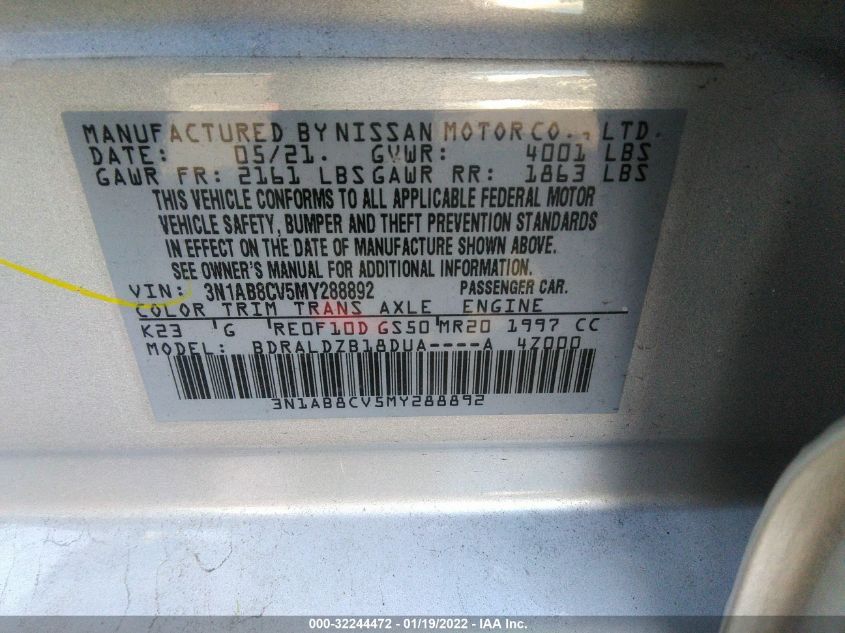 MANUFACTURED BY NISSAN MOTOR CO., LTD.
DATE: 05/21. GVWR: 4001 LBS
GAWR FR: 2161 LBS GAWR RR: 1863 LBS
THIS VEHICLE CONFORMS TO ALL APPLICABLE FEDERAL MOTOR
VEHICLE SAFETY, BUMPER AND THEFT PREVENTION STANDARDS
IN EFFECT ON THE DATE OF MANUFACTURE SHOWN ABOVE.
SEE OWNER'S MANUAL FOR ADDITIONAL INFORMATION.
VIN: 3N1AB8CV5MY288892 PASSENGER CAR.
COLOR TRIM TRANS AXLE ENGINE
K23 G RE0F10D GS50 MR20 1997 CC
MODEL: BDRALDZB18DUA----A 4Z000
3N1AB8CV5MY288892
000-32244472 - 01/19/2022 - IAA Inc.